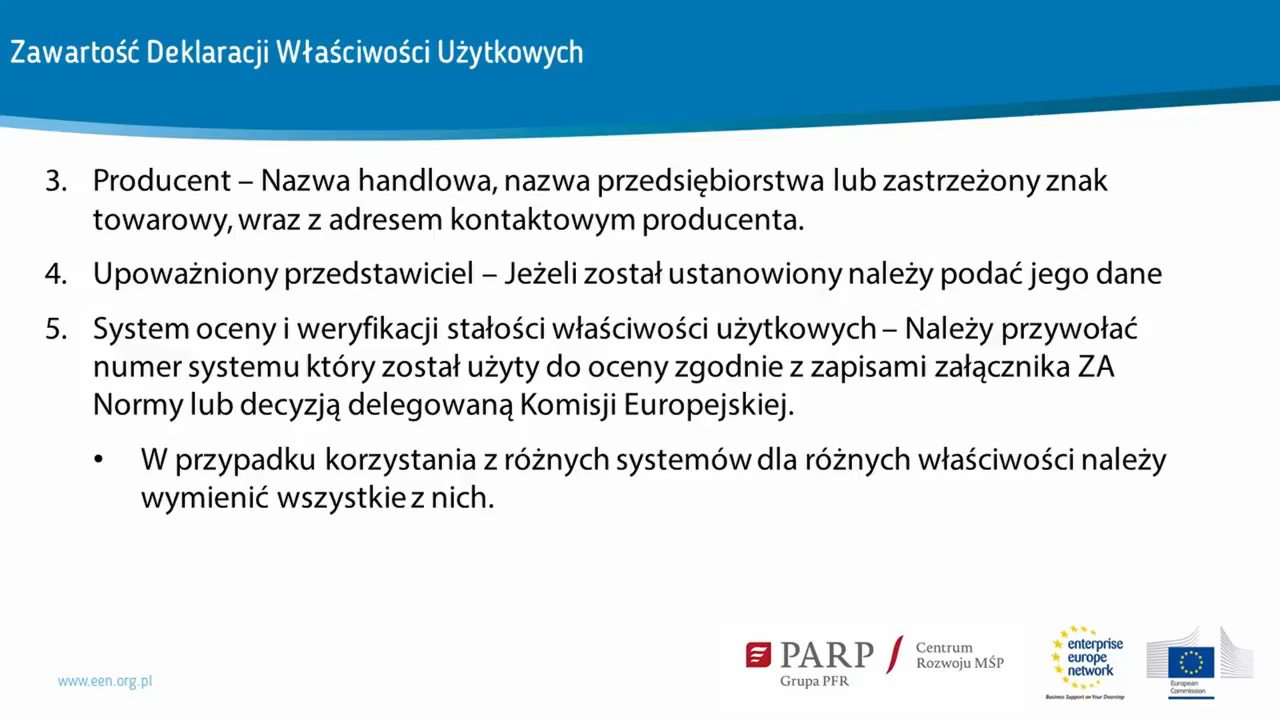 Zawartość Deklaracji Właściwości Użytkowych
3. Producent – Nazwa handlowa, nazwa przedsiębiorstwa lub zastrzeżony znak
towarowy, wraz z adresem kontaktowym producenta.
4. Upoważniony przedstawiciel – Jeżeli został ustanowiony należy podać jego dane
5. System oceny i weryfikacji stałości właściwości użytkowych – Należy przywołać
numer systemu który został użyty do oceny zgodnie z zapisami załącznika ZA
Normy lub decyzją delegowaną Komisji Europejskiej.
• W przypadku korzystania z różnych systemów dla różnych właściwości należy
wymienić wszystkie z nich.
www.een.org.pl
PARP
Grupa PFR
Centrum
Rozwoju MŚP
enterprise
europe
network
Business Support on Your Doorstep
European
Commission